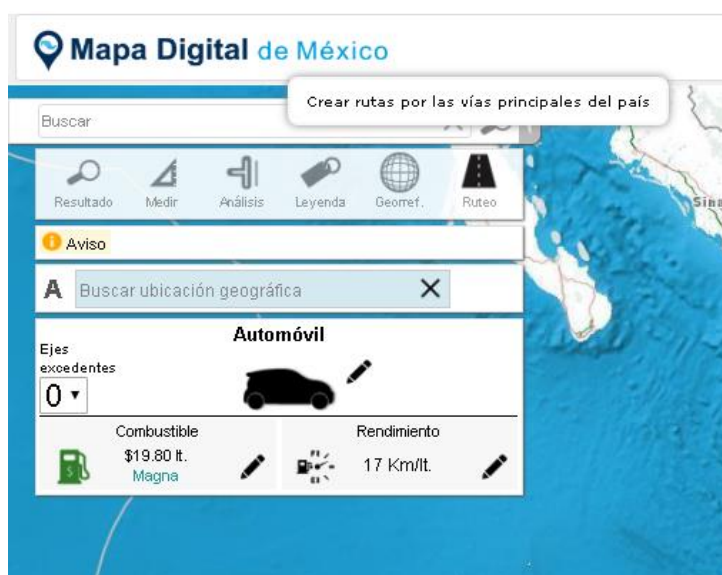 Mapa Digital de México
Crear rutas por las vías principales del país
Buscar
Resultado Medir Análisis Leyenda Georref. Ruteo
Aviso
A Buscar ubicación geográfica
Automóvil
Ejes
excedentes
0
Combustible Rendimiento
$19.80 lt. 17 Km/lt.
Magna